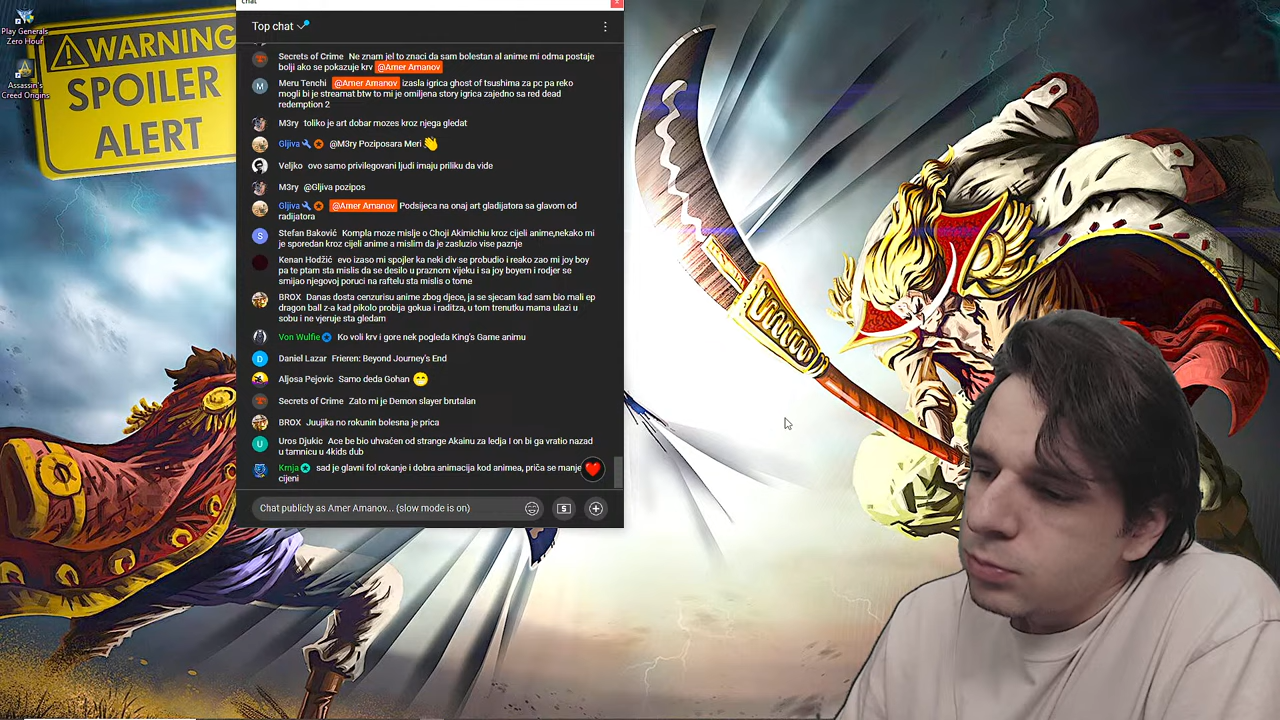 Play Generals
Zero Hour
Assassin's
Creed Origins
WARNING
SPOILER
ALERT
Chat
Top chat
Secrets of Crime Ne znam jel to znaci da sam bolestan al anime mi odma postaje
bolji ako se pokazuje krv @Amer Amanov
Meru Tenchi @Amer Amanov izasla igrica ghost of tsushima za pc pa reko
mogli bi je streamat btw to mi je omiljena story igrica zajedno sa red dead
redemption 2
M3ry toliko je art dobar mozes kroz njega gledat
Gljiva @M3ry Poziposara Meri 👋
Veljko ovo samo privilegovani ljudi imaju priliku da vide
M3ry @Gljiva pozipos
Gljiva @Amer Amanov Podsijeca na onaj art gladijatora sa glavom od
radijatora
Stefan Baković Kompla moze mislje o Choji Akimichiu kroz cijeli anime,nekako mi
je sporedan kroz cijeli anime a mislim da je zasluzio vise paznje
Kenan Hodžić evo izaso mi spojler ka neki div se probudio i reako zao mi joy boy
pa te ptam sta mislis da se desilo u praznom vijeku i sa joy boyem i rodjer se
smijao njegovoj poruci na raftelu sta mislis o tome
BROX Danas dosta cenzurisu anime zbog djece, ja se sjecam kad sam bio mali ep
dragon ball z-a kad pikolo probija gokua i raditza, u tom trenutku mama ulazi u
sobu i ne vjeruje sta gledam
Von Wulfie Ko voli krv i gore nek pogleda King's Game animu
Daniel Lazar Frieren: Beyond Journey's End
Aljosa Pejovic Samo deda Gohan 😁
Secrets of Crime Zato mi je Demon slayer brutalan
BROX Juujika no rokunin bolesna je prica
Uros Djukic Ace be bio uhvaćen od strange Akainu za ledja I on bi ga vratio nazad
u tamnicu u 4kids dub
Krnja sad je glavni fol rokanje i dobra animacija kod animea, priča se manje
cijeni
Chat publicly as Amer Amanov... (slow mode is on)